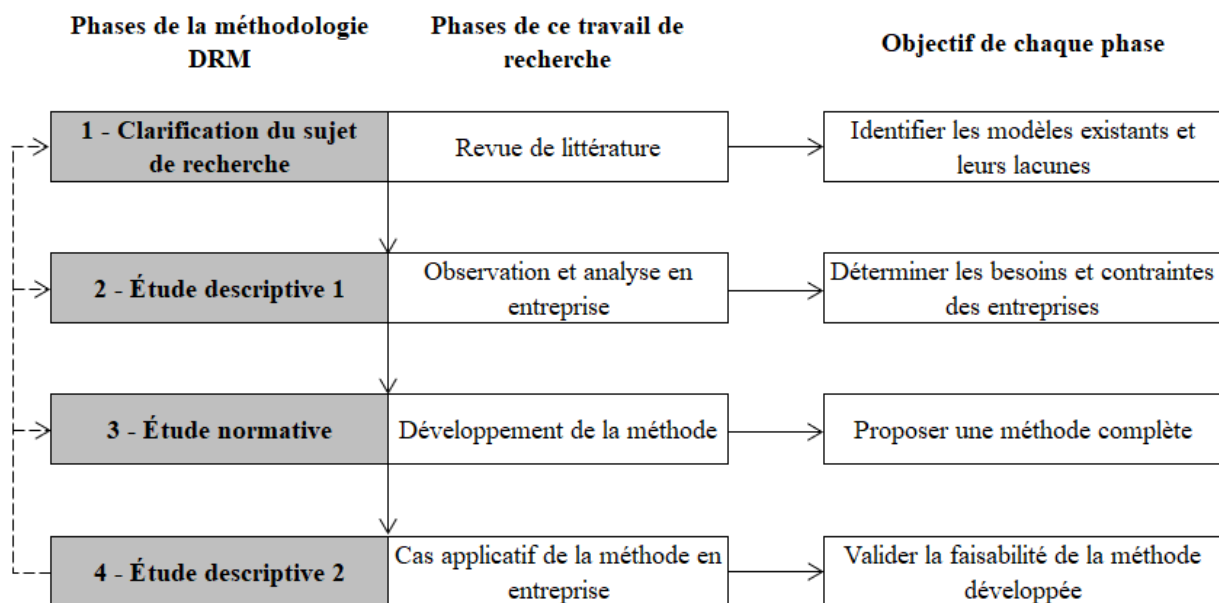 Phases de la méthodologie
DRM
Phases de ce travail de
recherche
Objectif de chaque phase
1 - Clarification du sujet
de recherche
Revue de littérature
Identifier les modèles existants et
leurs lacunes
2 - Étude descriptive 1
Observation et analyse en
entreprise
Déterminer les besoins et contraintes
des entreprises
3 - Étude normative
Développement de la méthode
Proposer une méthode complète
4 - Étude descriptive 2
Cas applicatif de la méthode en
entreprise
Valider la faisabilité de la méthode
développée